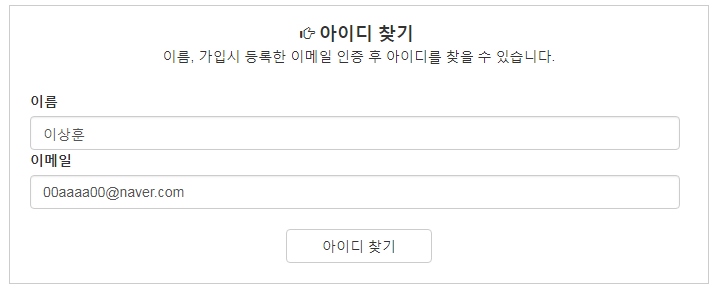 아이디 찾기
이름, 가입시 등록한 이메일 인증 후 아이디를 찾을 수 있습니다.
이름
이상훈
이메일
00aaaa00@naver.com
아이디 찾기